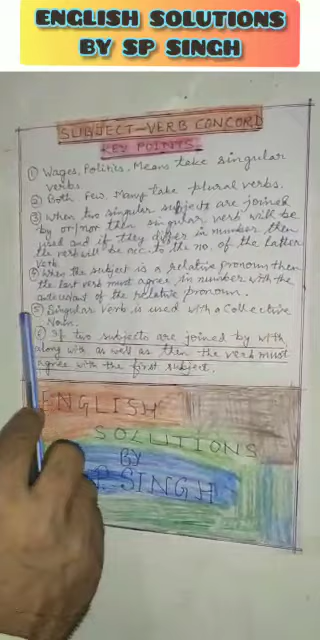 ENGLISH SOLUTIONS
BY SP SINGH
SUBJECT-VERB CONCORD
KEY POINTS
① Wages, Politics, Means take singular
verbs.
② Both, Few, Many take plural verbs.
③ When two singular subjects are joined
by or/nor then singular verb will be
used and if they differ in number, then
the verb will be acc. to the no. of the latter
verb
④ When the subject is a relative pronoun then
the verb must agree in number with the
antecedent of the relative pronoun.
⑤ Singular verb is used with a Collective
Noun.
⑥ If two subjects are joined by with
along with as well as then the verb must
agree with the first subject.
ENGLISH
SOLUTIONS
BY
SINGH